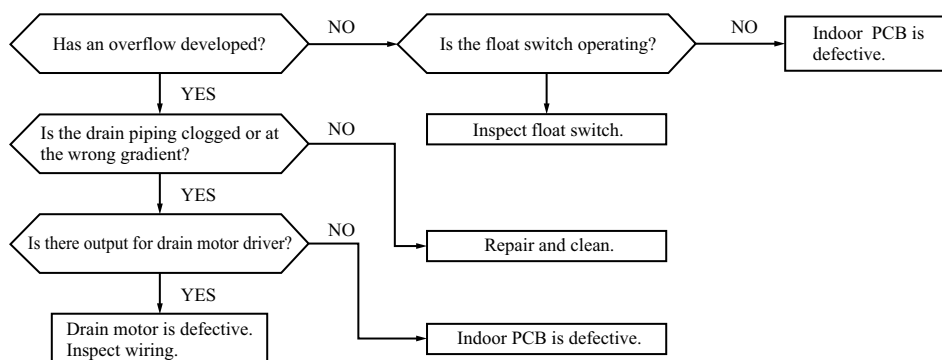 Has an overflow developed?
NO
Is the float switch operating?
NO
Indoor PCB is
defective.
YES
Inspect float switch.
Is the drain piping clogged or at
the wrong gradient?
NO
YES
Is there output for drain motor driver?
NO
Repair and clean.
YES
Drain motor is defective.
Inspect wiring.
Indoor PCB is defective.